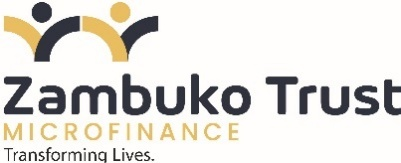 Zambuko Trust
MICROFINANCE
Transforming Lives.